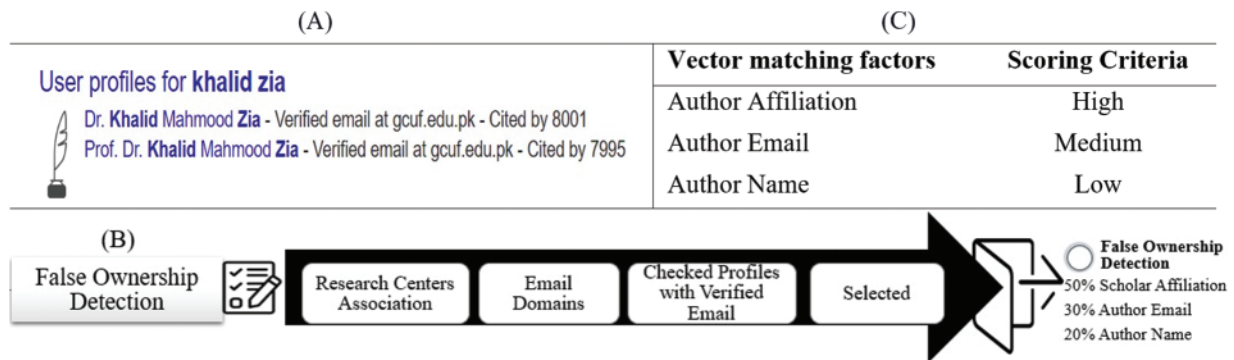 (A)
User profiles for khalid zia
Dr. Khalid Mahmood Zia - Verified email at gcuf.edu.pk - Cited by 8001
Prof. Dr. Khalid Mahmood Zia - Verified email at gcuf.edu.pk - Cited by 7995
(C)
Vector matching factors Scoring Criteria
Author Affiliation High
Author Email Medium
Author Name Low
(B)
False Ownership
Detection
Research Centers
Association
Email
Domains
Checked Profiles
with Verified
Email
Selected
False Ownership
Detection
50% Scholar Affiliation
30% Author Email
20% Author Name